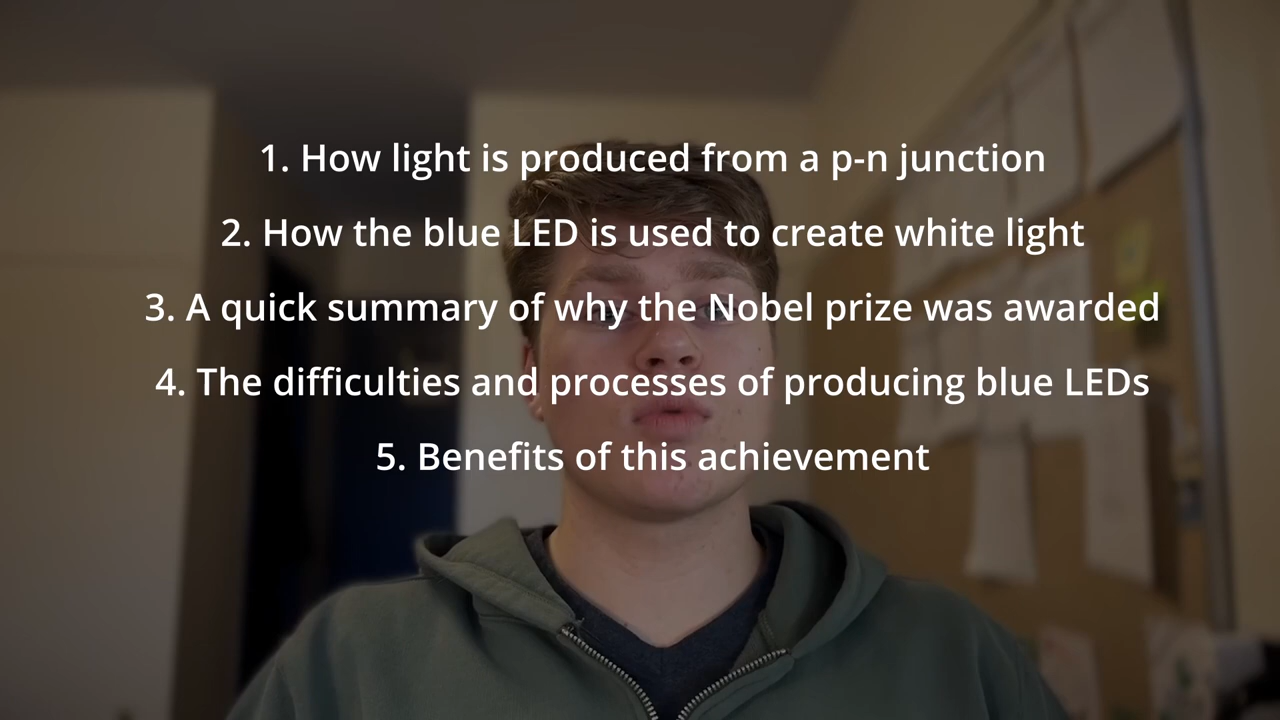 1. How light is produced from a p-n junction
2. How the blue LED is used to create white light
3. A quick summary of why the Nobel prize was awarded
4. The difficulties and processes of producing blue LEDs
5. Benefits of this achievement